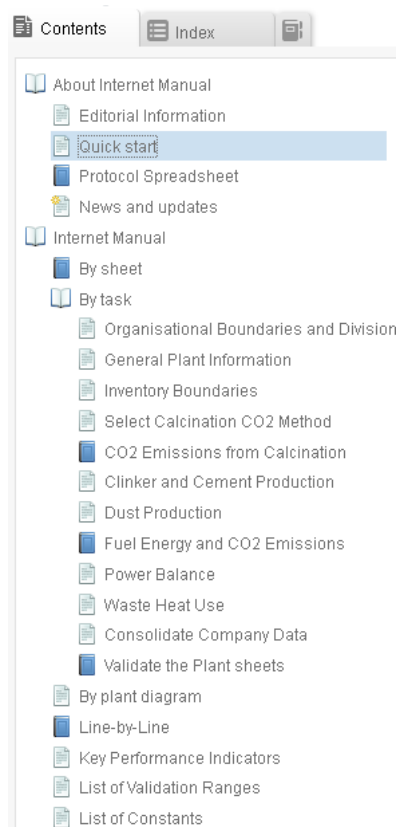 Contents
Index
About Internet Manual
Editorial Information
Quick start
Protocol Spreadsheet
News and updates
Internet Manual
By sheet
By task
Organisational Boundaries and Division
General Plant Information
Inventory Boundaries
Select Calcination CO2 Method
CO2 Emissions from Calcination
Clinker and Cement Production
Dust Production
Fuel Energy and CO2 Emissions
Power Balance
Waste Heat Use
Consolidate Company Data
Validate the Plant sheets
By plant diagram
Line-by-Line
Key Performance Indicators
List of Validation Ranges
List of Constants